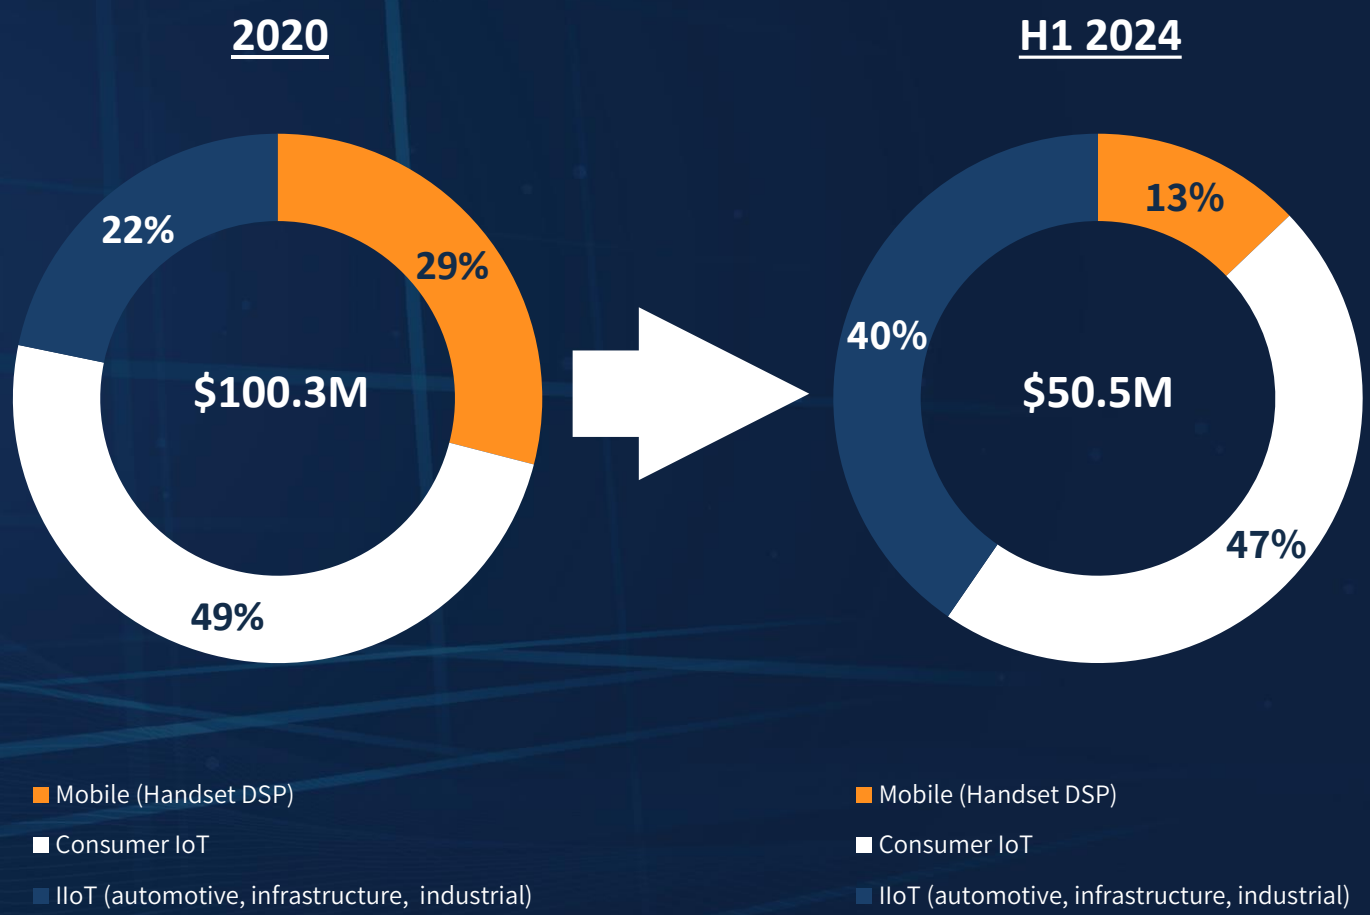 2020
22%
29%
$100.3M
49%
Mobile (Handset DSP)
Consumer IoT
IIoT (automotive, infrastructure, industrial)
H1 2024
13%
40%
$50.5M
47%
Mobile (Handset DSP)
Consumer IoT
IIoT (automotive, infrastructure, industrial)